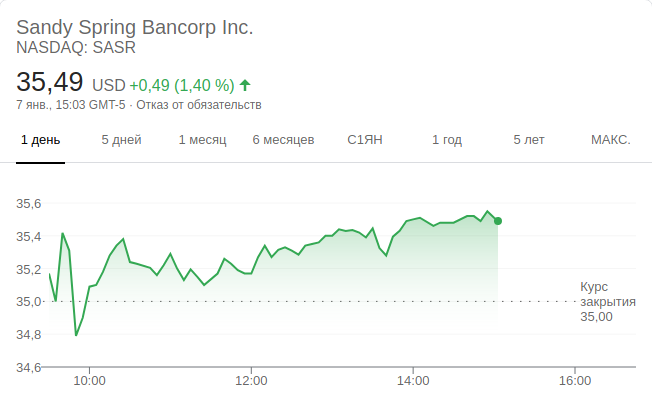 Sandy Spring Bancorp Inc.
NASDAQ: SASR
35,49 USD +0,49 (1,40 %)
7 янв., 15:03 GMT-5 · Отказ от обязательств
1 день 5 дней 1 месяц 6 месяцев С1ЯН 1 год 5 лет МАКС.
35,6
35,4
35,2
35,0
34,8
34,6
Курс
закрытия
35,00
10:00 12:00 14:00 16:00